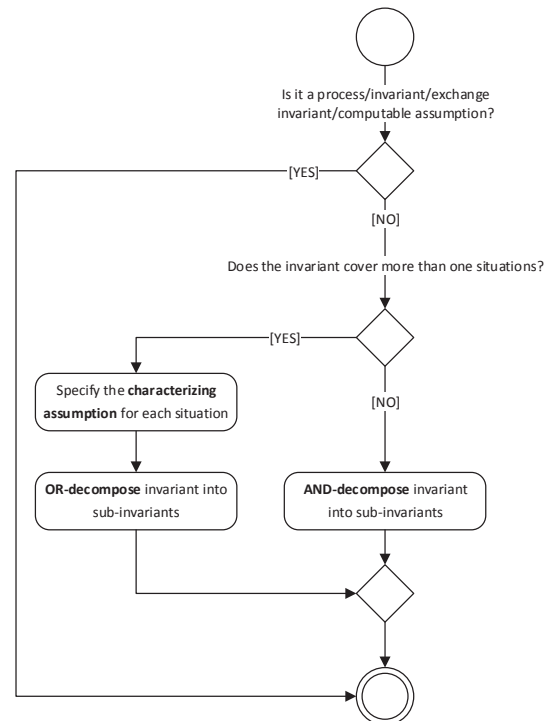 Is it a process/invariant/exchange
invariant/computable assumption?
[YES]
[NO]
Does the invariant cover more than one situations?
[YES]
Specify the characterizing
assumption for each situation
[NO]
OR-decompose invariant into
sub-invariants
AND-decompose invariant
into sub-invariants